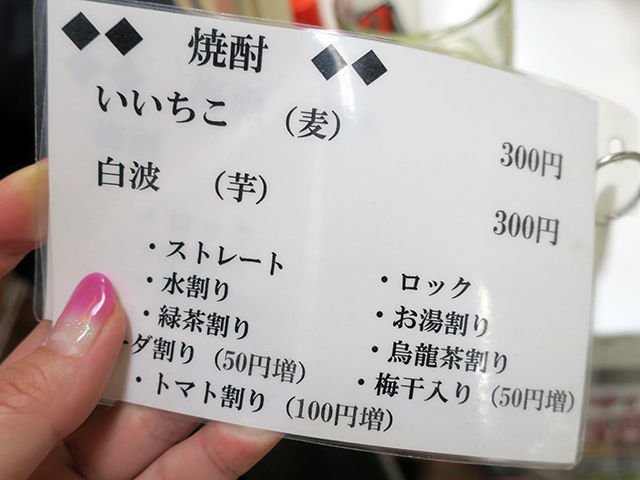 ◆◆ 焼酎 ◆◆
いいちこ （麦） 300円
白波 （芋） 300円
・ストレート ・ロック
・水割り ・お湯割り
・緑茶割り ・烏龍茶割り
ダ割り（50円増） ・梅干入り（50円増）
・トマト割り（100円増）